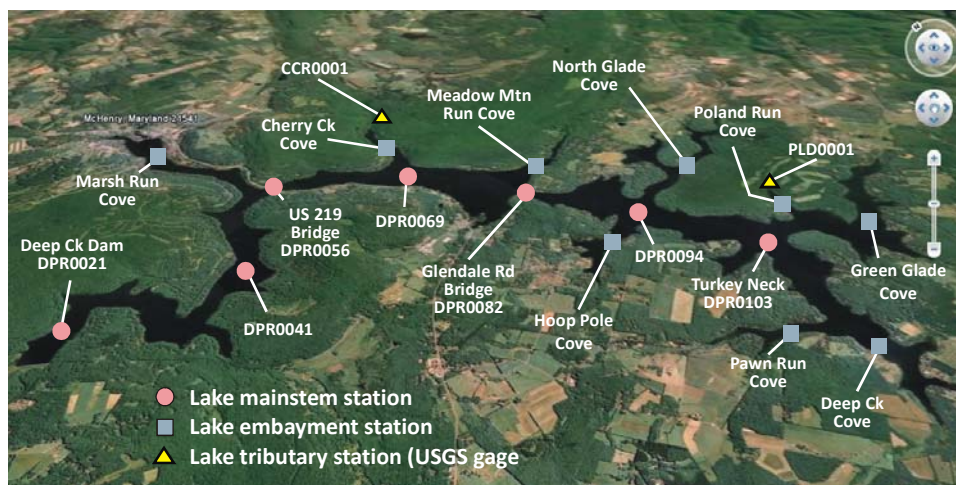 CCR0001
North Glade
Cove
Meadow Mtn
Run Cove
Poland Run
Cove
McHenry, Maryland 21541
Cherry Ck
Cove
PLD0001
Marsh Run
Cove
US 219
Bridge
DPR0056
DPR0069
Deep Ck Dam
DPR0021
Glendale Rd
Bridge
DPR0082
DPR0094
Turkey Neck
DPR0103
Green Glade
Cove
DPR0041
Hoop Pole
Cove
Pawn Run
Cove
Deep Ck
Cove
Lake mainstem station
Lake embayment station
Lake tributary station (USGS gage